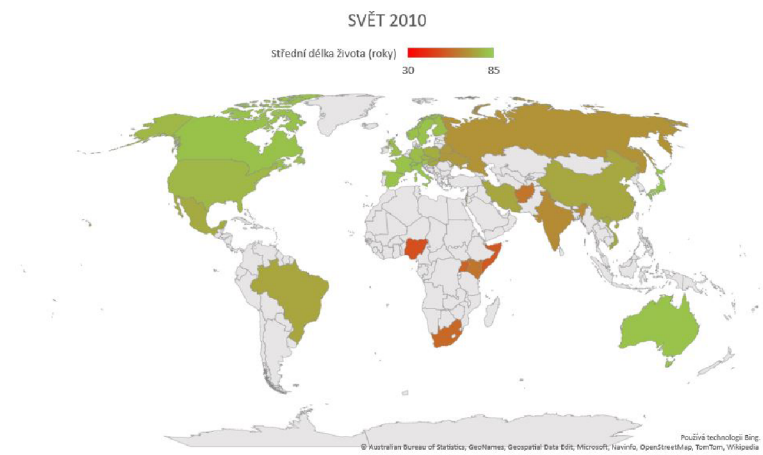 SVĚT 2010
Střední délka života (roky)
30 85
Používá technologii Bing.
© Australian Bureau of Statistics, GeoNames, Geospatial Data Edit, Microsoft, Navinfo, OpenStreetMap, TomTom, Wikipedia